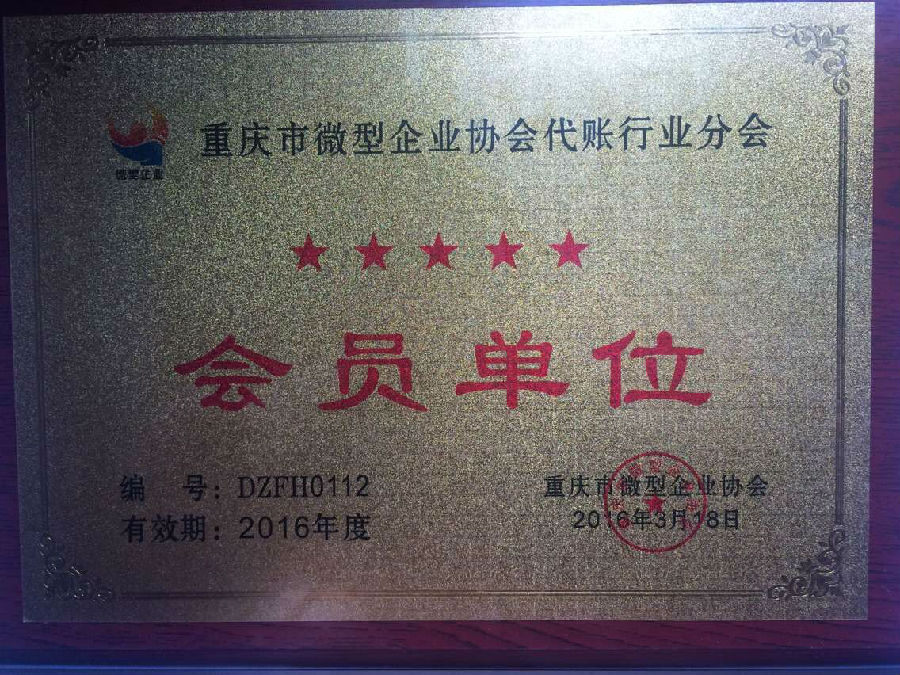 重庆市微型企业协会代账行业分会
★★★★★
会员单位
编 号：DZFH0112
有效期：2016年度
重庆市微型企业协会
2016年3月18日